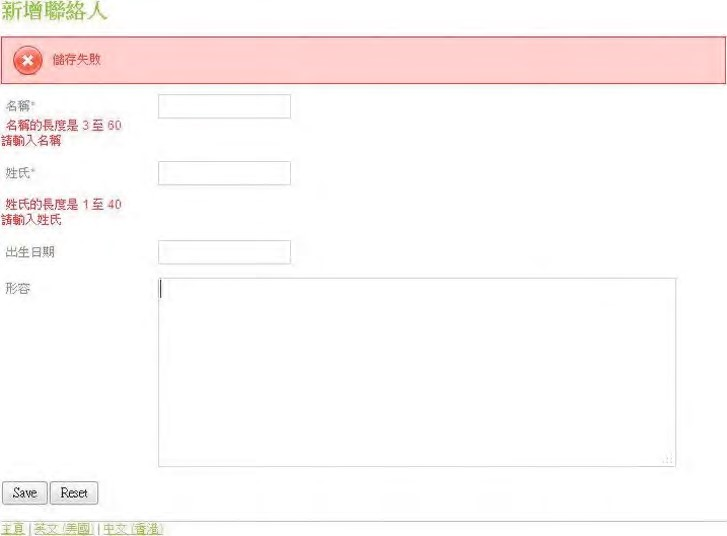 新增聯絡人
儲存失敗
名稱*
名稱的長度是 3 至 60
請輸入名稱
姓氏*
姓氏的長度是 1 至 40
請輸入姓氏
出生日期
形容
Save Reset
主頁 | 英文 (美國) | 中文 (香港)